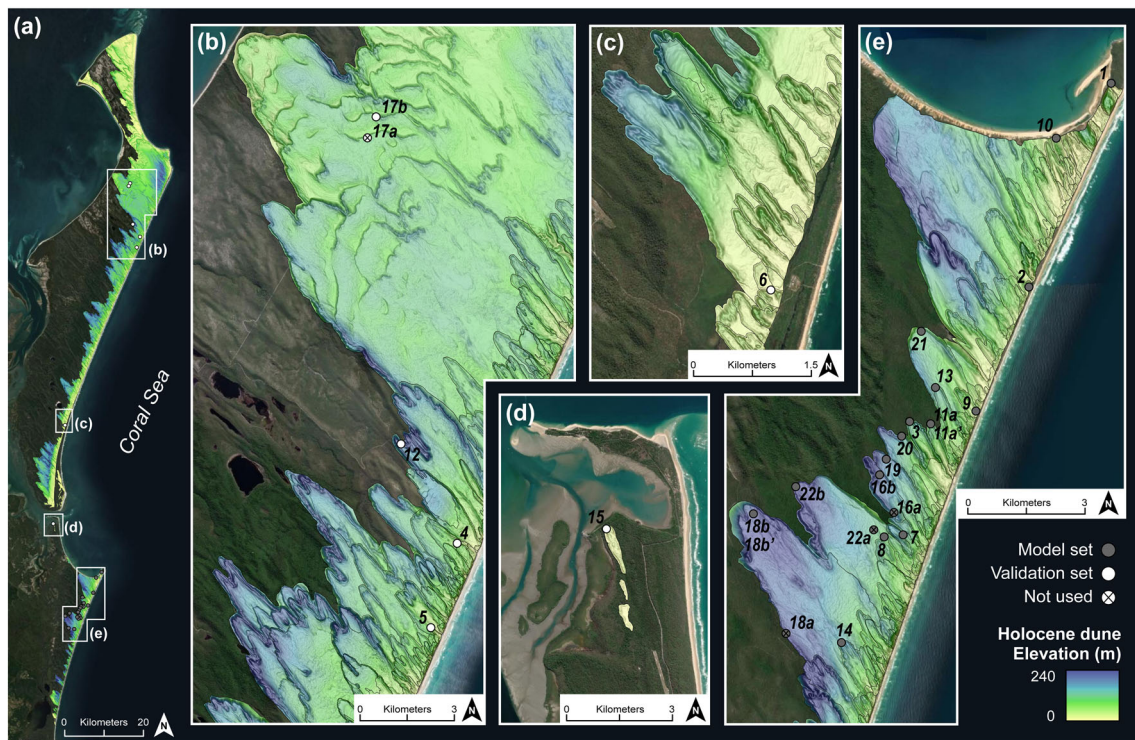 (a)
Coral Sea
(b)
(c)
(d)
(e)
0 Kilometers 20
N
(b)
17b
17a
12
4
5
0 Kilometers 3
N
(c)
6
0 Kilometers 1.5
N
(d)
15
0 Kilometers 3
N
(e)
1
10
2
21
13
9
11a
3
11a'
20
19
16b
22b
16a
18b
18b'
22a
7
8
18a
14
0 Kilometers 3
N
Model set
Validation set
Not used
Holocene dune
Elevation (m)
240
0